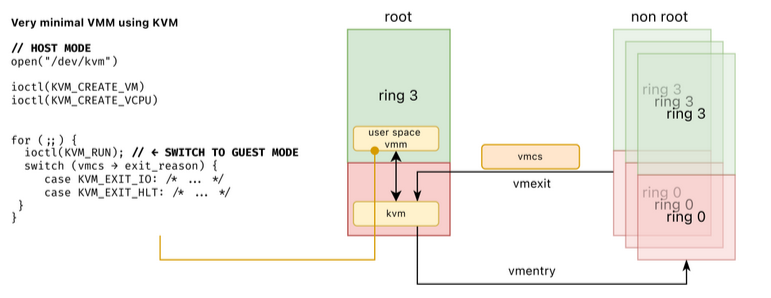 Very minimal VMM using KVM
// HOST MODE
open("/dev/kvm")
ioctl(KVM_CREATE_VM)
ioctl(KVM_CREATE_VCPU)
for (;;) {
ioctl(KVM_RUN); // ← SWITCH TO GUEST MODE
switch (vmcs → exit_reason) {
case KVM_EXIT_IO: /* ... */
case KVM_EXIT_HLT: /* ... */
}
}
root
ring 3
user space
vmm
kvm
vmcs
vmexit
vmentry
non root
ring 3
ring 3
ring 3
ring 0
ring 0
ring 0